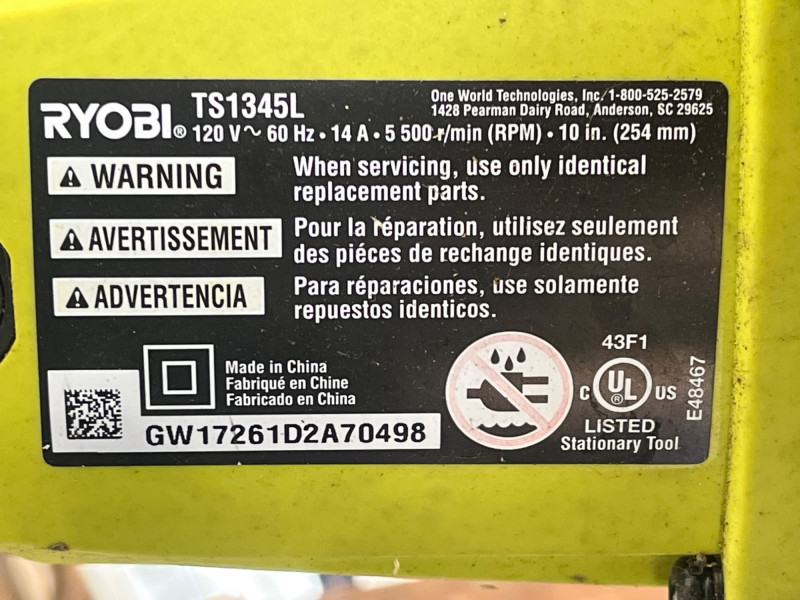 RYOBI® TS1345L
One World Technologies, Inc. 1-800-525-2579
1428 Pearman Dairy Road, Anderson, SC 29625
120 V~ 60 Hz • 14 A • 5 500 r/min (RPM) • 10 in. (254 mm)
WARNING
When servicing, use only identical
replacement parts.
AVERTISSEMENT
Pour la réparation, utilisez seulement
des piéces de rechange identiques.
ADVERTENCIA
Para réparaciones, use solamente
repuestos identicos.
Made in China
Fabriqué en Chine
Fabricado en China
GW17261D2A70498
43F1
C UL® US
LISTED
Stationary Tool
E48467